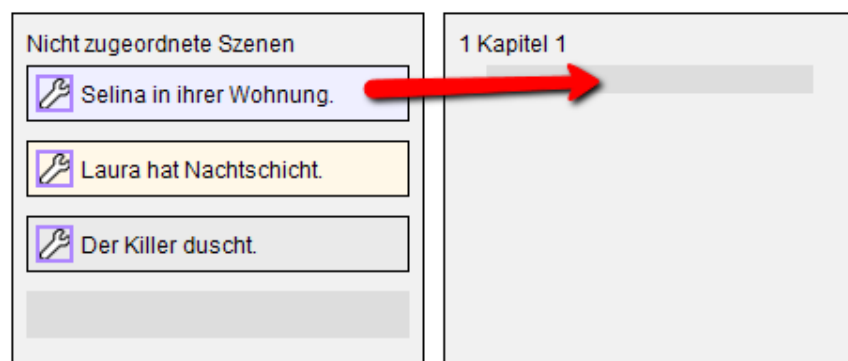 Nicht zugeordnete Szenen
Selina in ihrer Wohnung.
Laura hat Nachtschicht.
Der Killer duscht.
1 Kapitel 1